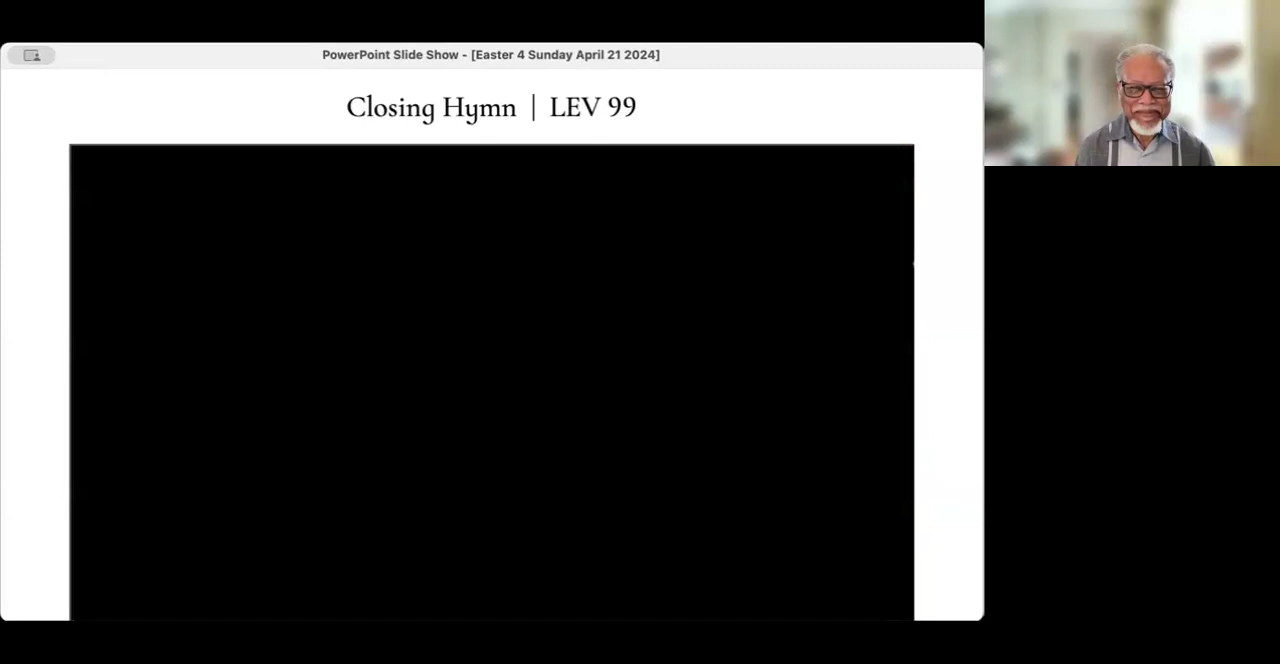 PowerPoint Slide Show - [Easter 4 Sunday April 21 2024]
Closing Hymn | LEV 99